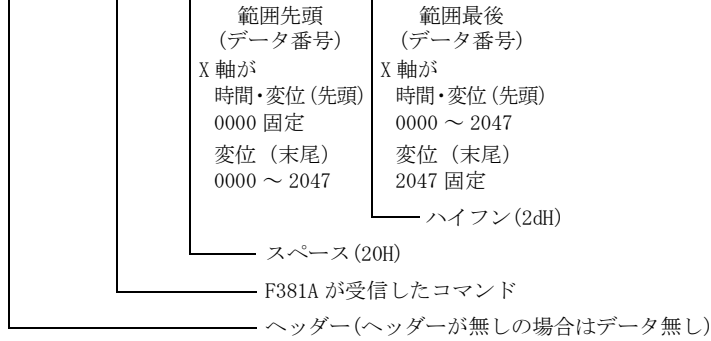 範囲先頭
(データ番号)
X 軸が
時間・変位(先頭)
0000 固定
変位（末尾）
0000 ～ 2047
範囲最後
(データ番号)
X 軸が
時間・変位(先頭)
0000 ～ 2047
変位（末尾）
2047 固定
ハイフン(2dH)
スペース(20H)
F381A が受信したコマンド
ヘッダー(ヘッダーが無しの場合はデータ無し)